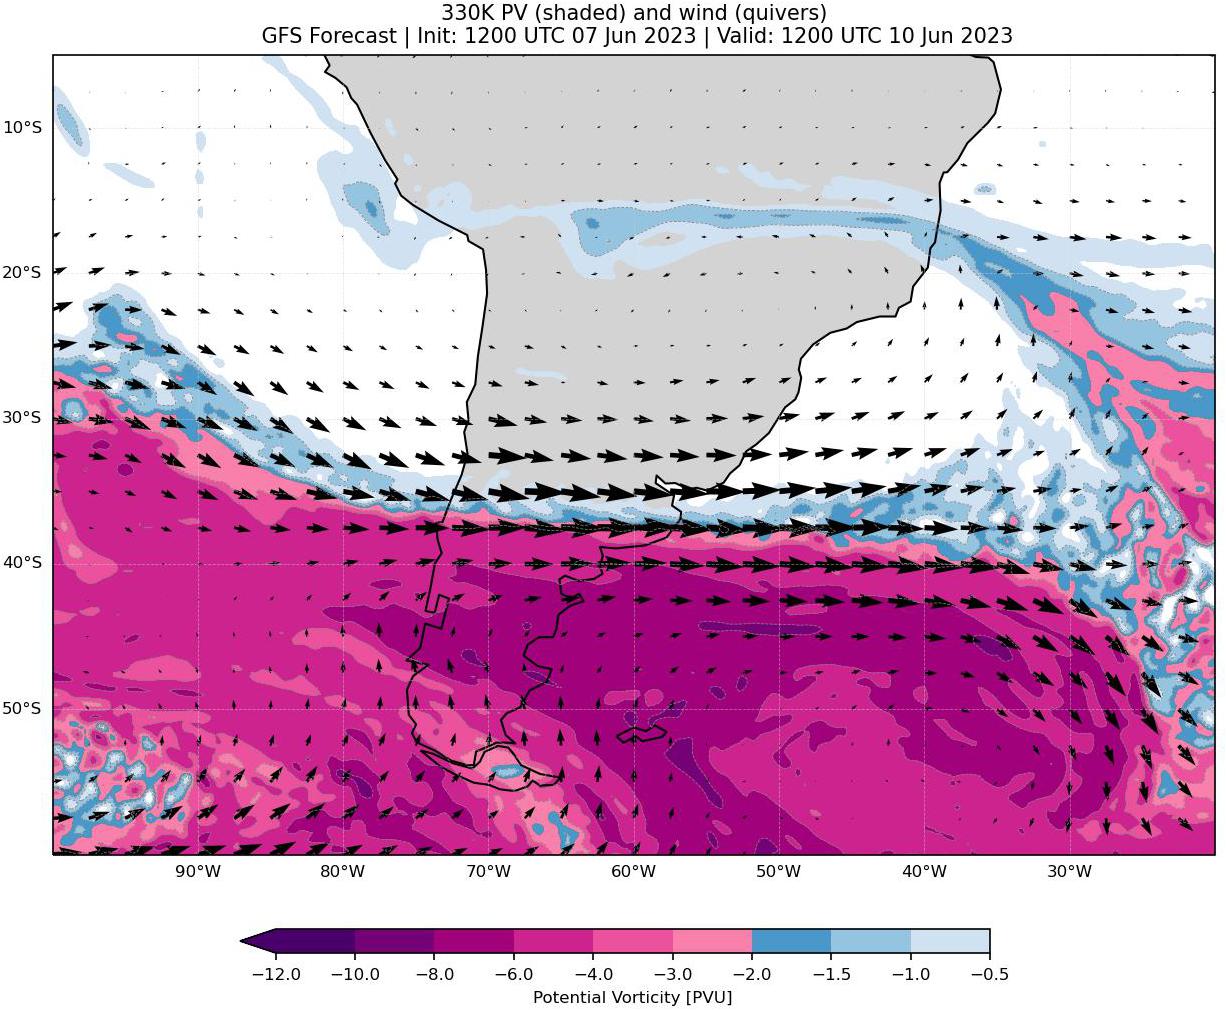 330K PV (shaded) and wind (quivers)
GFS Forecast | Init: 1200 UTC 07 Jun 2023 | Valid: 1200 UTC 10 Jun 2023
10°S
20°S
30°S
40°S
50°S
90°W 80°W 70°W 60°W 50°W 40°W 30°W
−12.0 −10.0 −8.0 −6.0 −4.0 −3.0 −2.0 −1.5 −1.0 −0.5
Potential Vorticity [PVU]